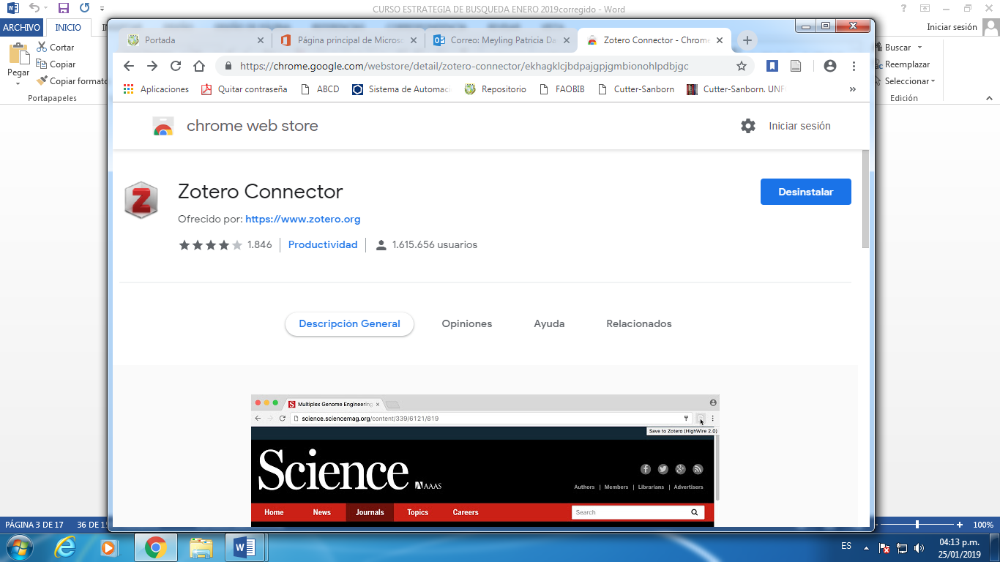 CURSO ESTRATEGIA DE BUSQUEDA ENERO 2019corregido - Word
ARCHIVO INICIO
Iniciar sesión
Pegar
Cortar
Copiar
Copiar formato
Portapapeles
Buscar
Reemplazar
Seleccionar
Edición
Portada
Página principal de Microso
Correo: Meyling Patricia Da
Zotero Connector - Chrome
https://chrome.google.com/webstore/detail/zotero-connector/ekhagklcjbdpajgpjgmbionohlpdbjgc
Aplicaciones Quitar contraseña ABCD Sistema de Automaci Repositorio FAOBIB Cutter-Sanborn Cutter-Sanborn. UNF »
chrome web store
Iniciar sesión
Zotero Connector
Desinstalar
Ofrecido por: https://www.zotero.org
1.846 Productividad 1.615.656 usuarios
Descripción General Opiniones Ayuda Relacionados
Multiplex Genome Engineering
science.sciencemag.org/content/339/6121/819
Save to Zotero (HighWire 2.0)
Science AAAS
Authors | Members | Librarians | Advertisers
Home News Journals Topics Careers Search
PÁGINA 3 DE 17 36 DE 100%
ES 04:13 p.m.
25/01/2019